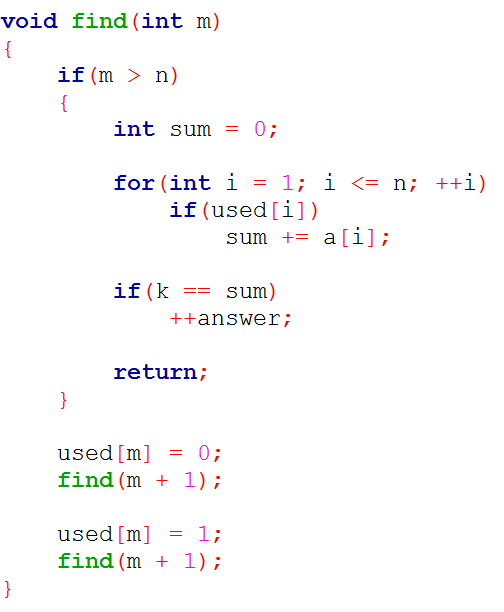 void find(int m)
{
    if(m > n)
    {
        int sum = 0;

        for(int i = 1; i <= n; ++i)
            if(used[i])
                sum += a[i];

        if(k == sum)
            ++answer;

        return;
    }

    used[m] = 0;
    find(m + 1);

    used[m] = 1;
    find(m + 1);
}